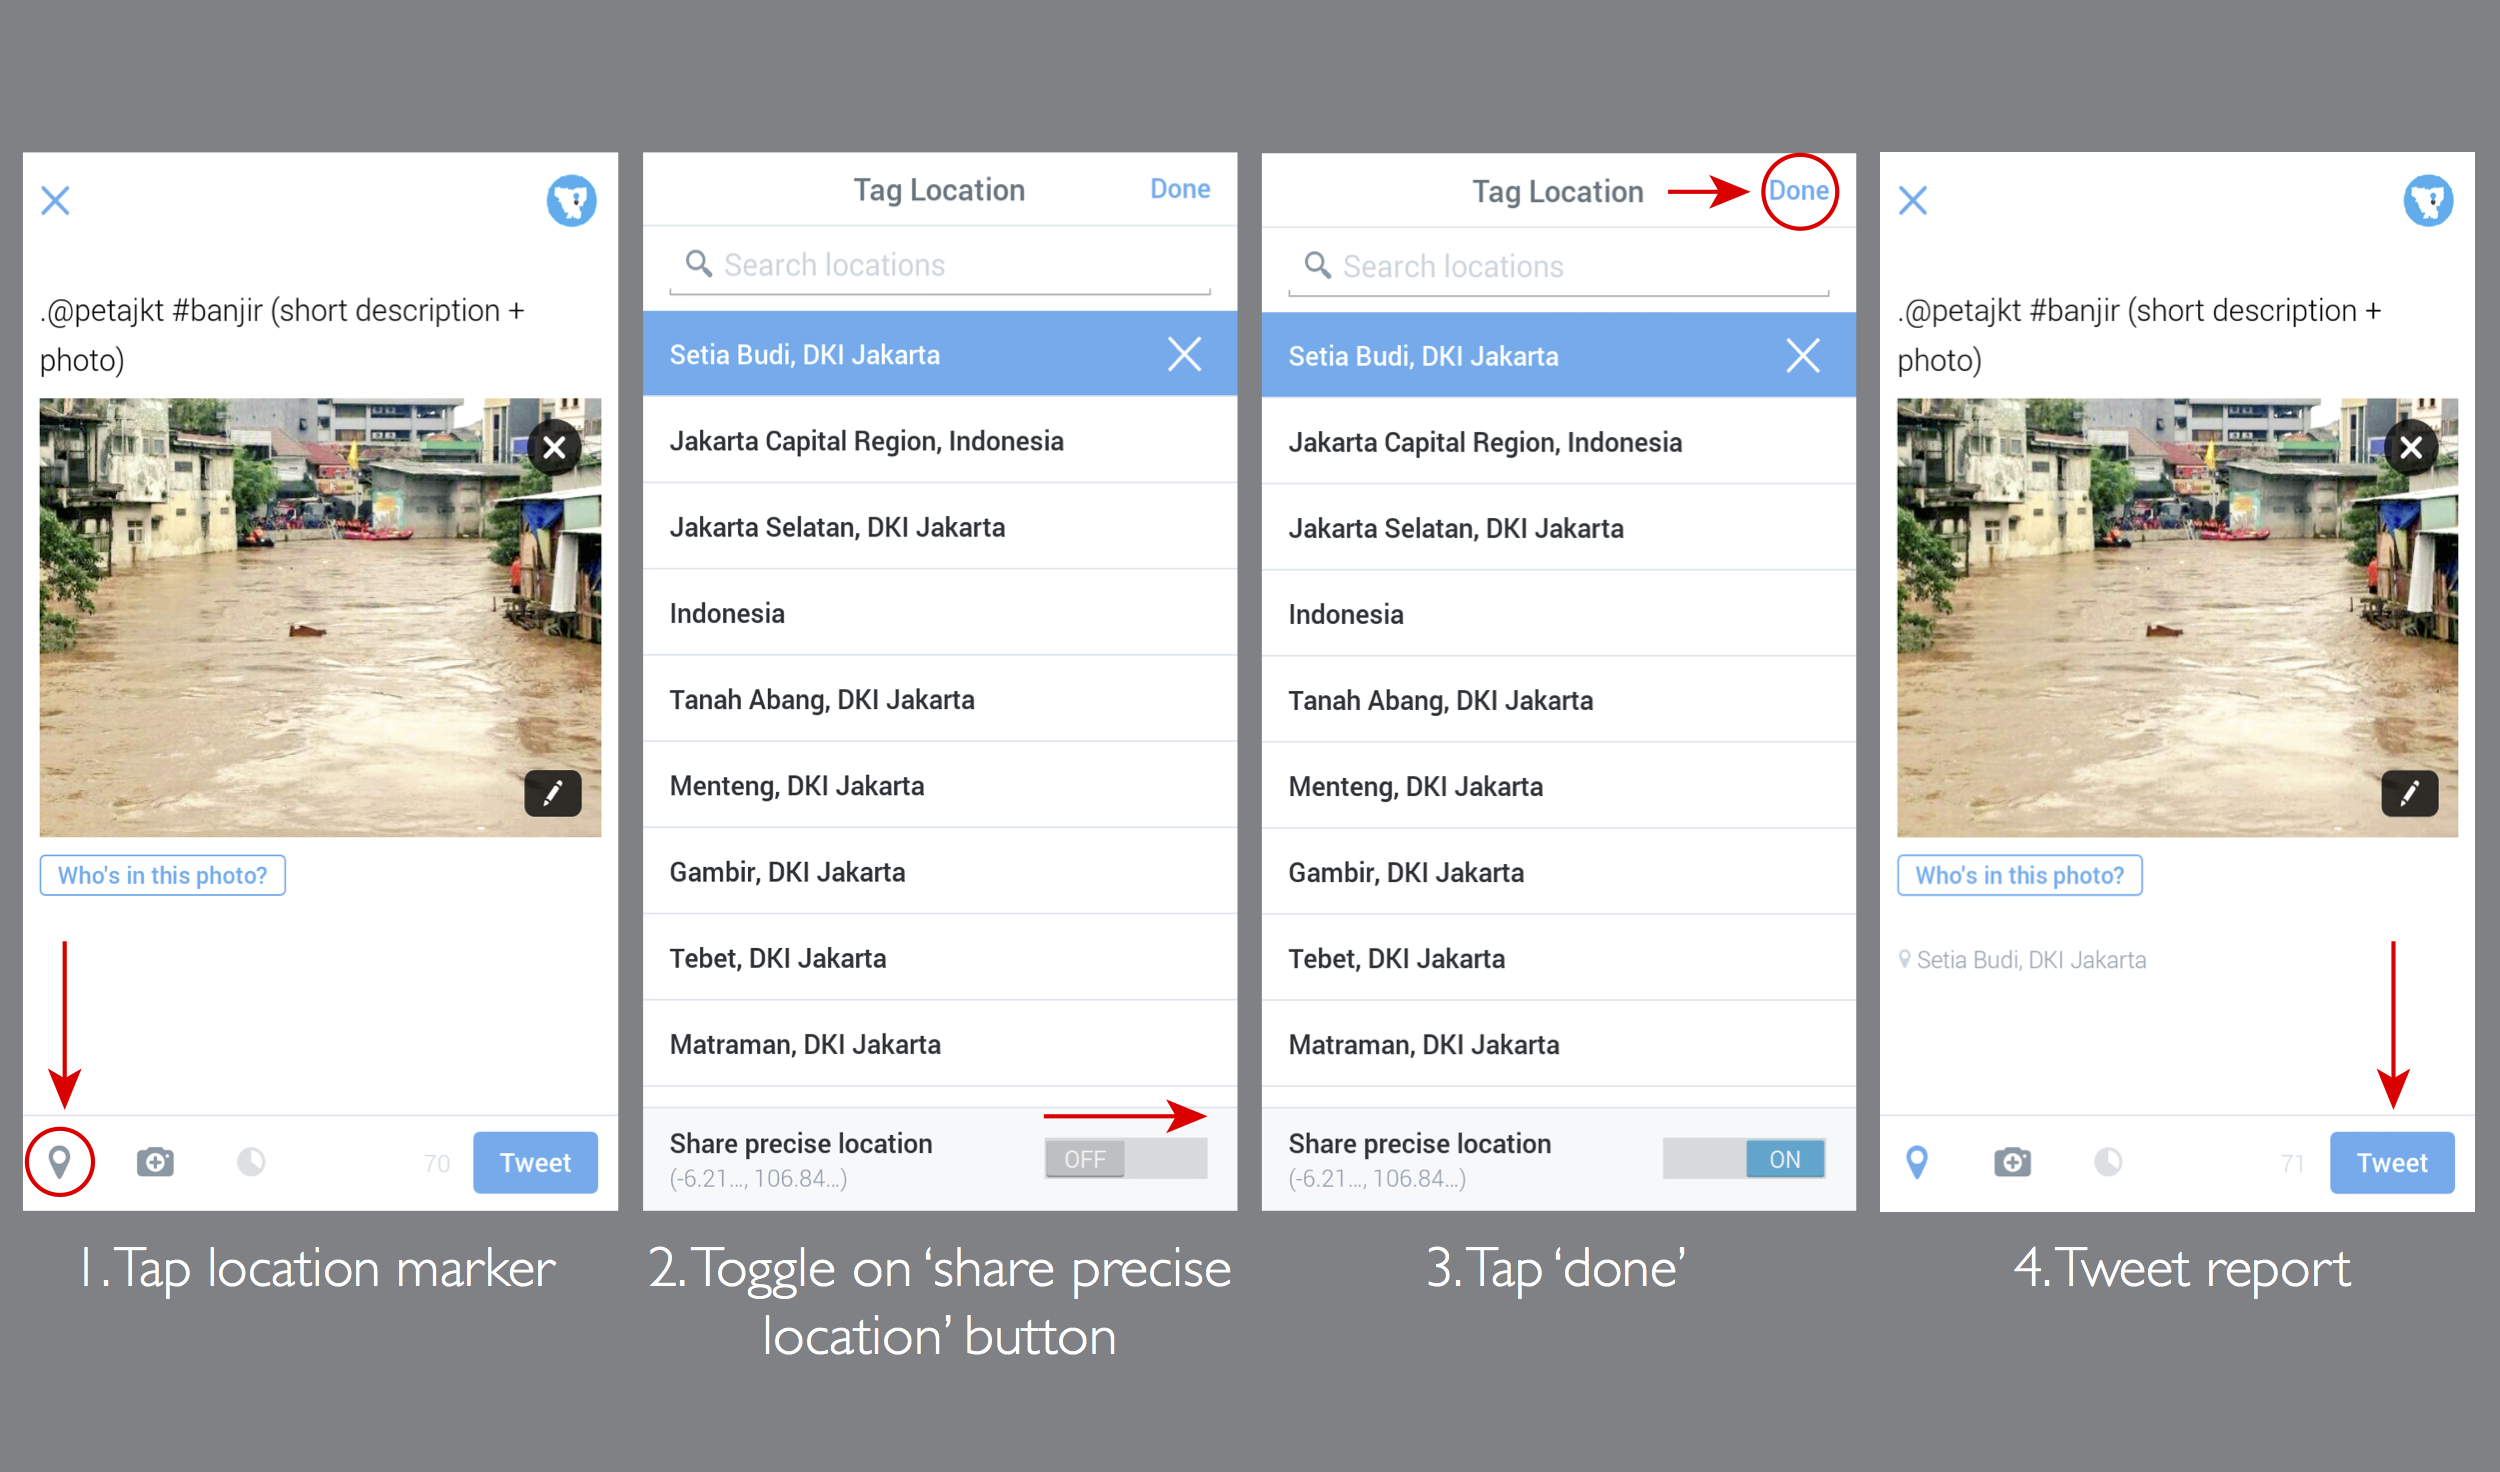 .@petajkt #banjir (short description +
photo)
Who's in this photo?
70
Tweet
1. Tap location marker
Tag Location
Done
Search locations
Setia Budi, DKI Jakarta
Jakarta Capital Region, Indonesia
Jakarta Selatan, DKI Jakarta
Indonesia
Tanah Abang, DKI Jakarta
Menteng, DKI Jakarta
Gambir, DKI Jakarta
Tebet, DKI Jakarta
Matraman, DKI Jakarta
Share precise location
(-6.21..., 106.84...)
OFF
2. Toggle on ‘share precise
location’ button
Tag Location
Done
Search locations
Setia Budi, DKI Jakarta
Jakarta Capital Region, Indonesia
Jakarta Selatan, DKI Jakarta
Indonesia
Tanah Abang, DKI Jakarta
Menteng, DKI Jakarta
Gambir, DKI Jakarta
Tebet, DKI Jakarta
Matraman, DKI Jakarta
Share precise location
(-6.21..., 106.84...)
ON
3. Tap ‘done’
.@petajkt #banjir (short description +
photo)
Who's in this photo?
Setia Budi, DKI Jakarta
71
Tweet
4. Tweet report